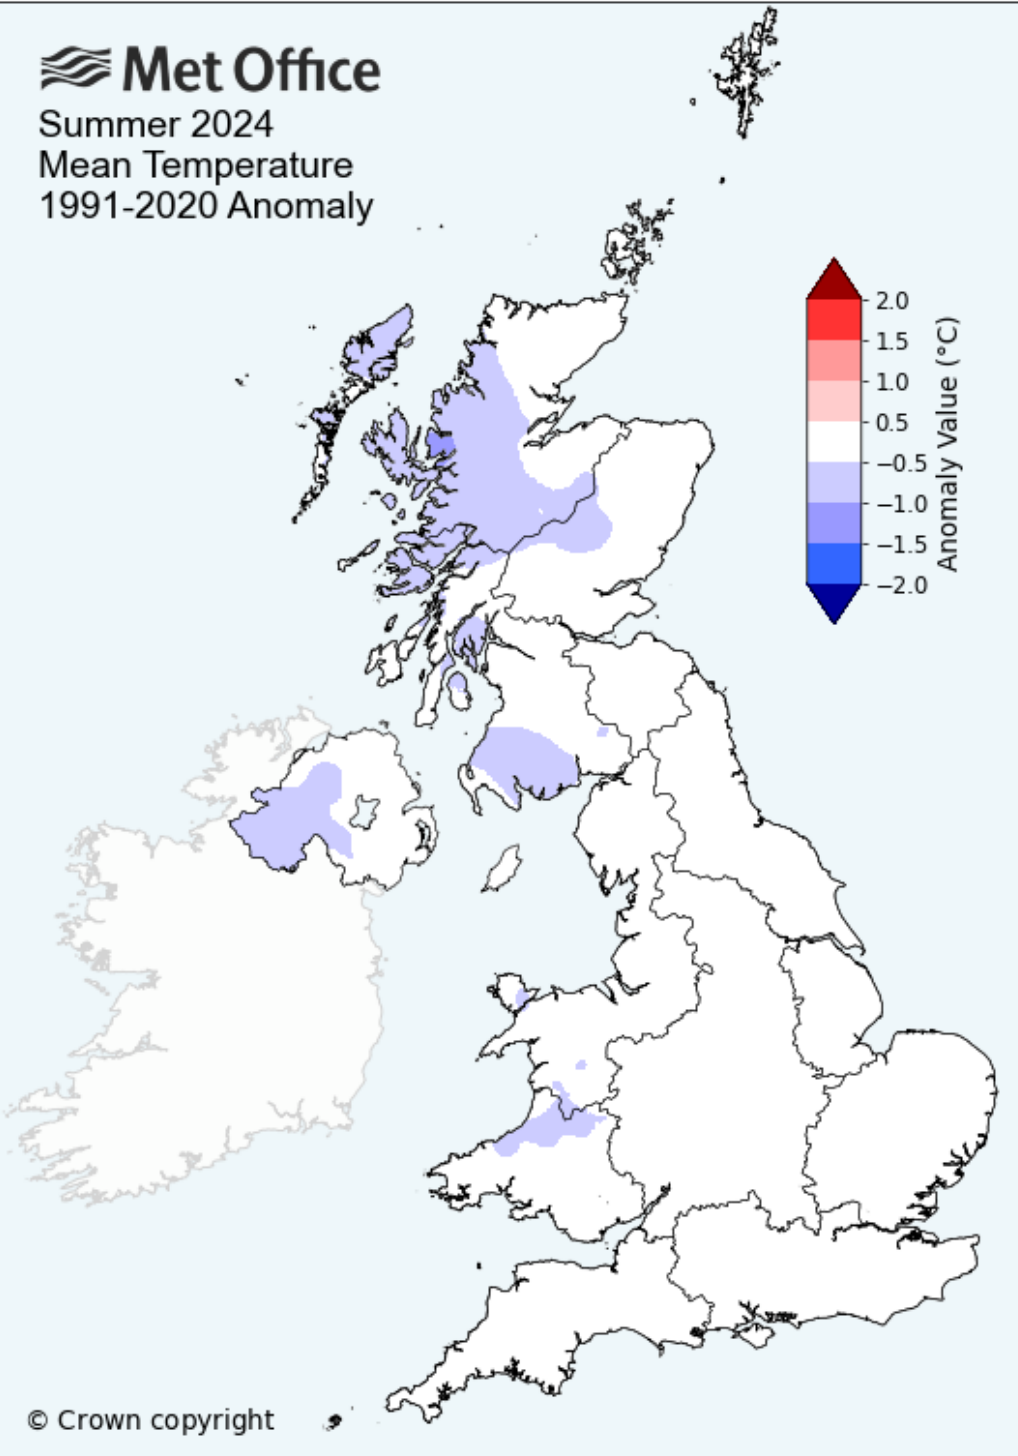 Met Office
Summer 2024
Mean Temperature
1991-2020 Anomaly
2.0
1.5
1.0
0.5
−0.5
−1.0
−1.5
−2.0
Anomaly Value (°C)
© Crown copyright